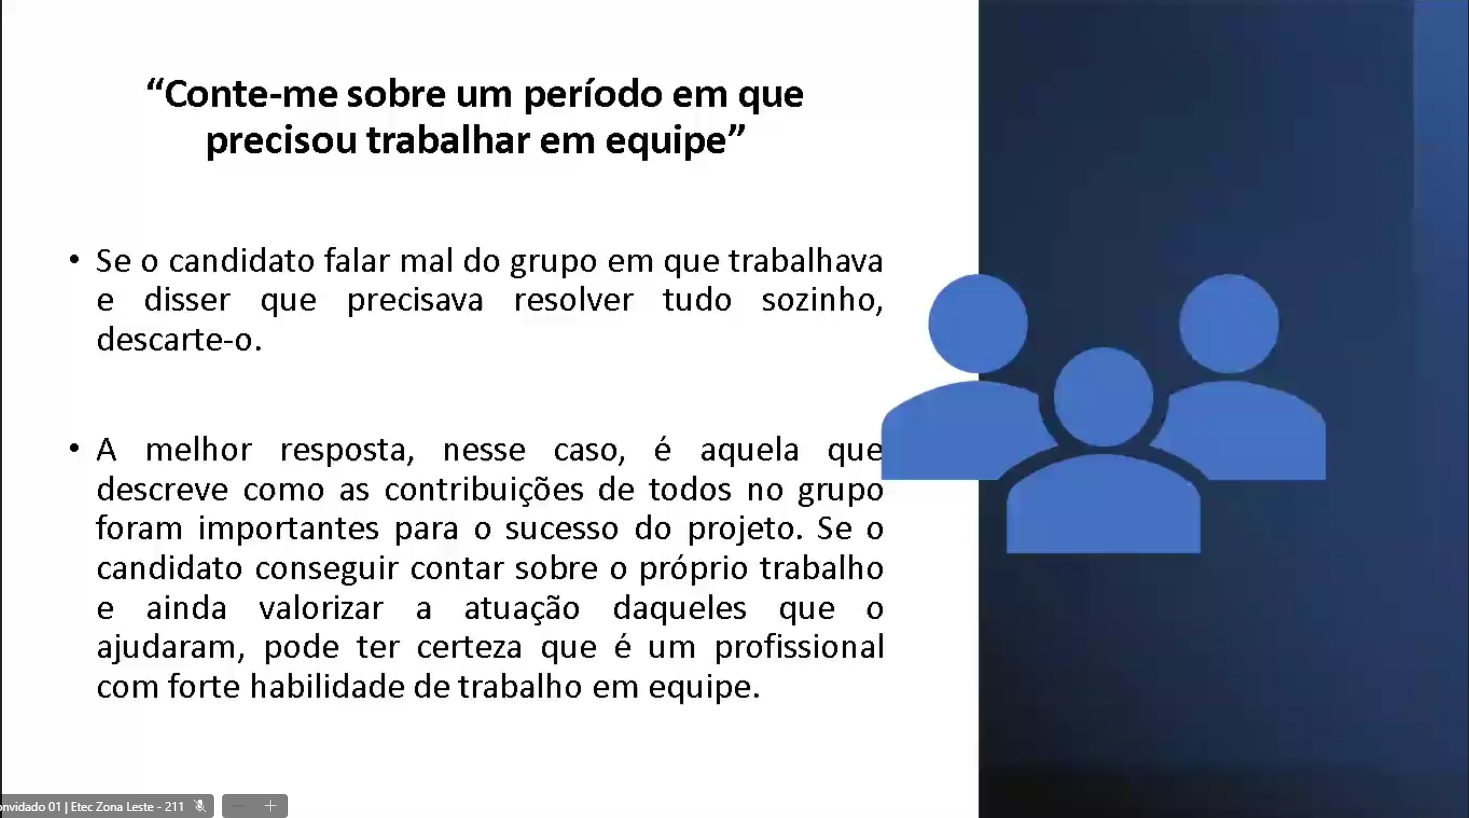 “Conte-me sobre um período em que
precisou trabalhar em equipe”
• Se o candidato falar mal do grupo em que trabalhava
e disser que precisava resolver tudo sozinho,
descarte-o.
• A melhor resposta, nesse caso, é aquela que
descreve como as contribuições de todos no grupo
foram importantes para o sucesso do projeto. Se o
candidato conseguir contar sobre o próprio trabalho
e ainda valorizar a atuação daqueles que o
ajudaram, pode ter certeza que é um profissional
com forte habilidade de trabalho em equipe.
onvidado 01 | Etec Zona Leste - 211